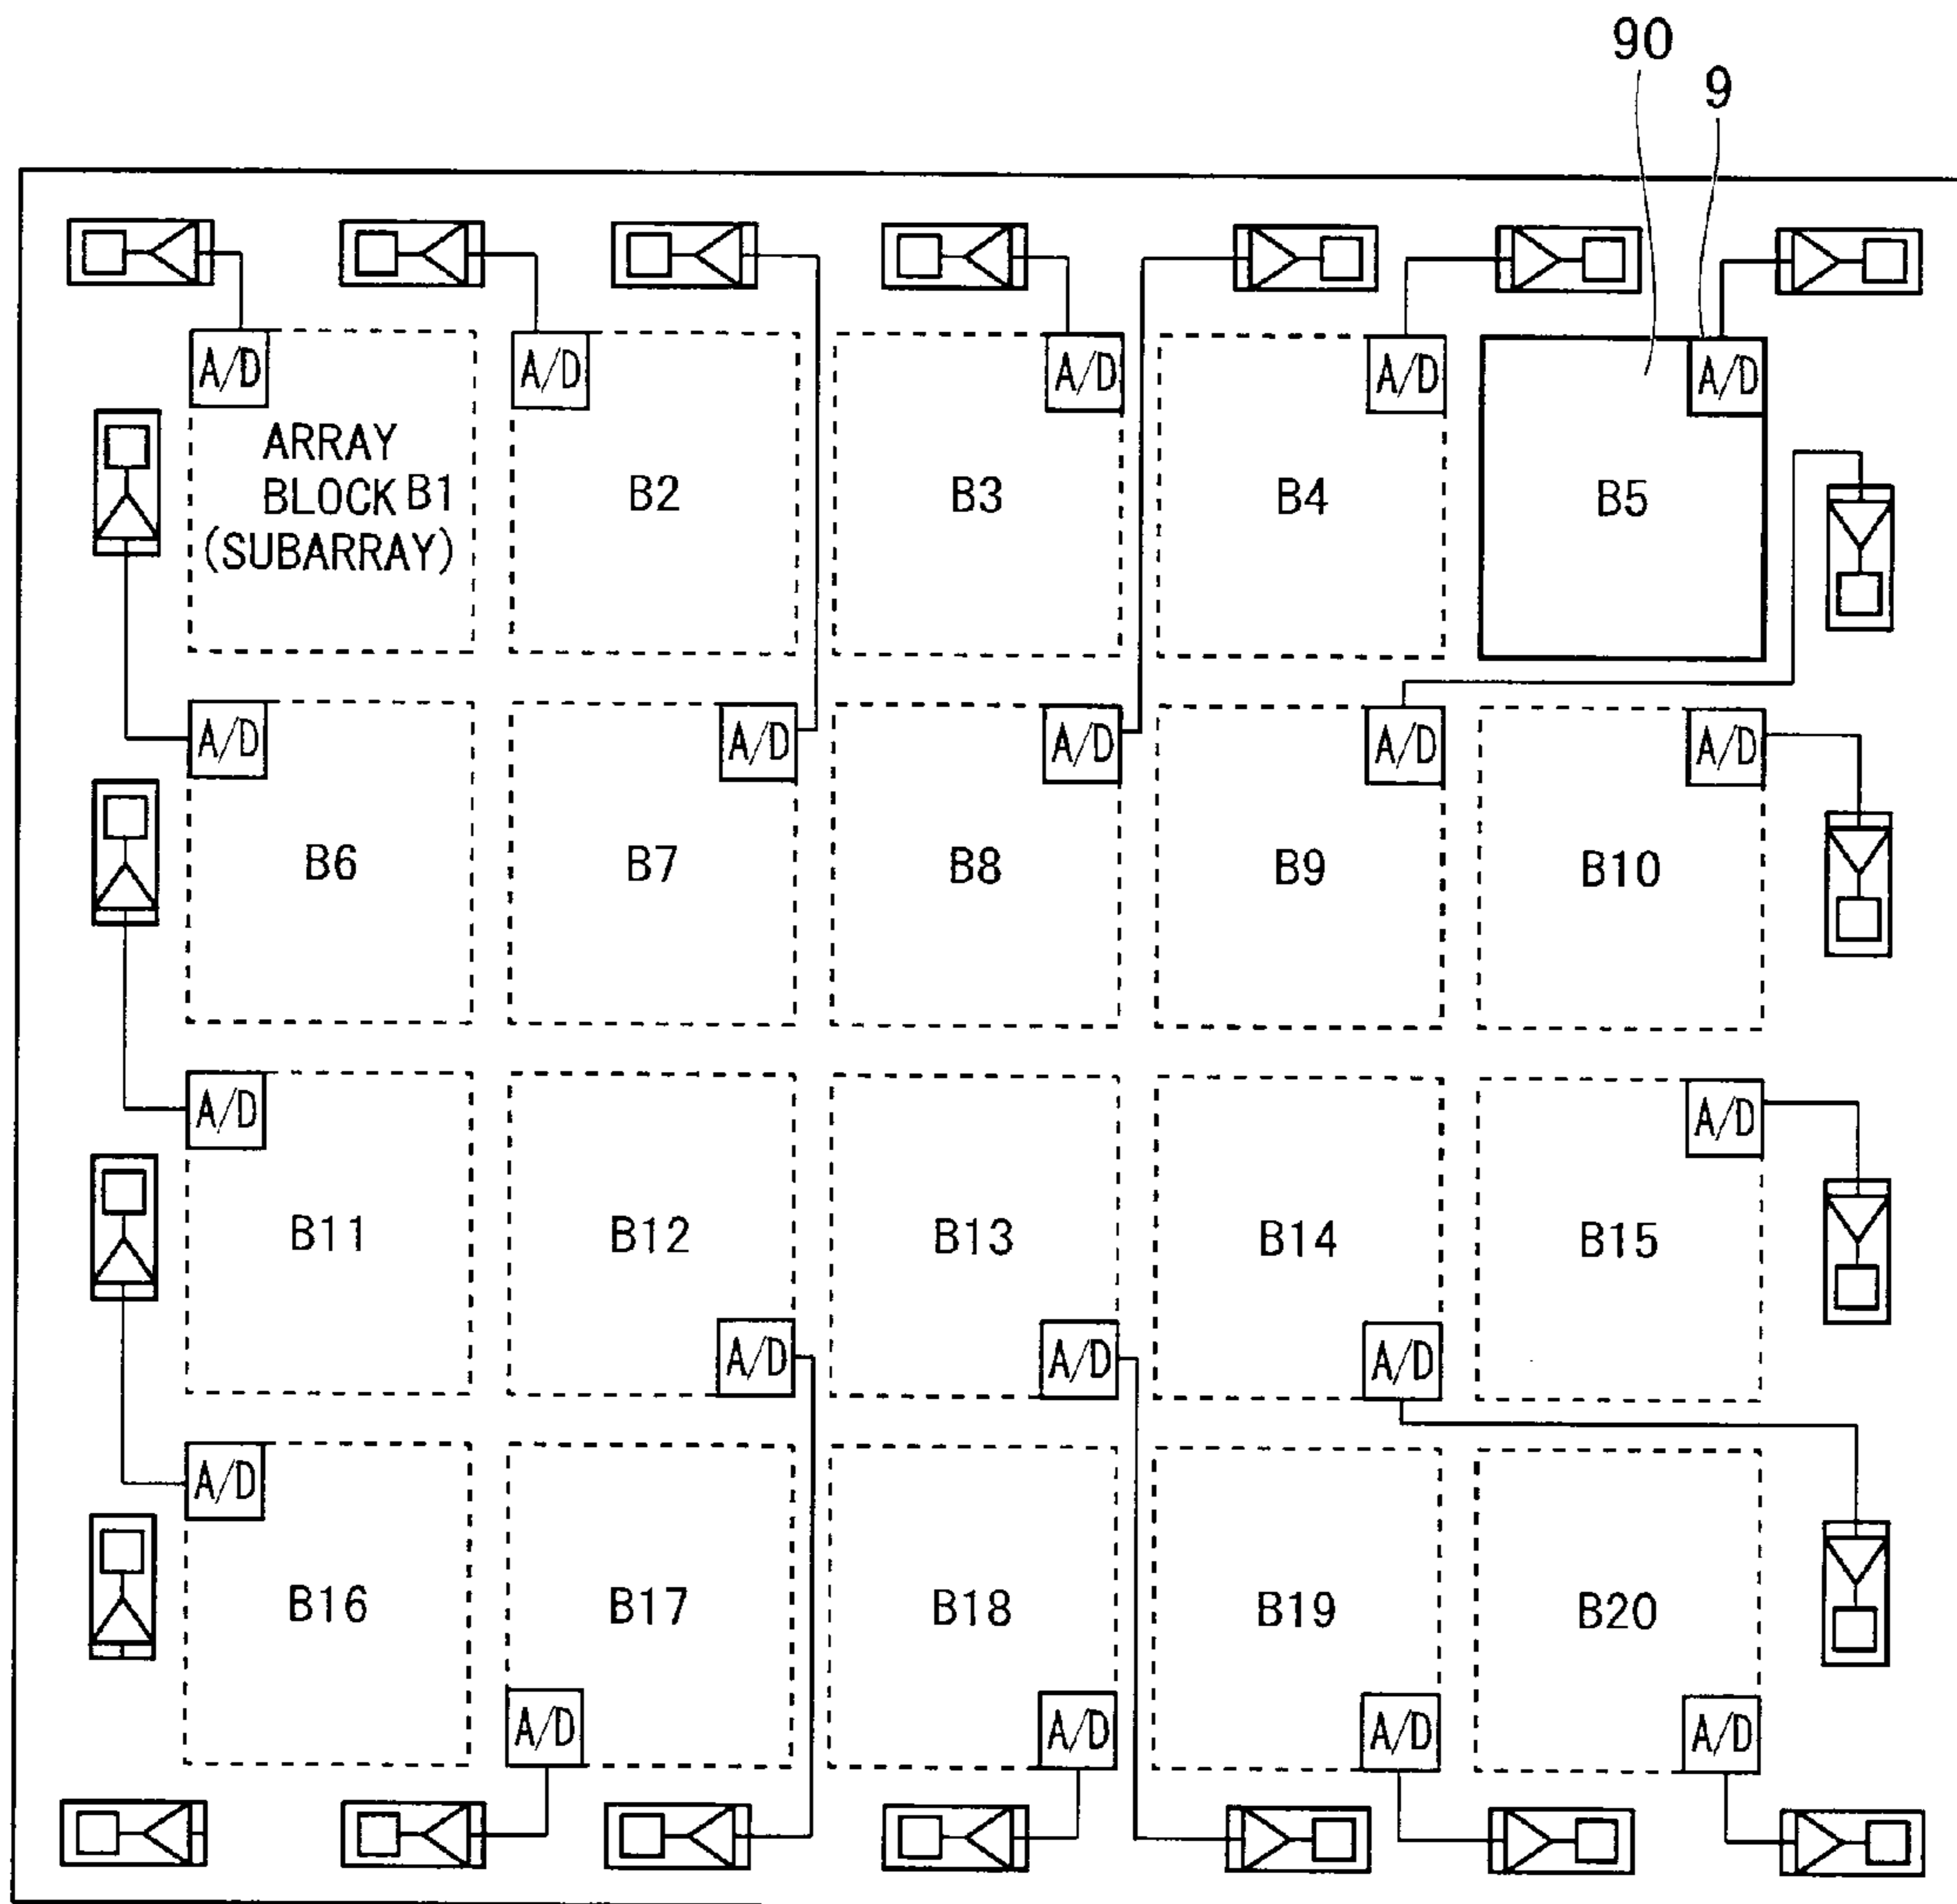 90
9
A/D A/D A/D A/D A/D
ARRAY
BLOCK B1
(SUBARRAY)
B2 B3 B4 B5
A/D A/D A/D A/D A/D
B6 B7 B8 B9 B10
A/D A/D
B11 B12 B13 B14 B15
A/D A/D A/D
A/D
B16 B17 B18 B19 B20
A/D A/D A/D A/D